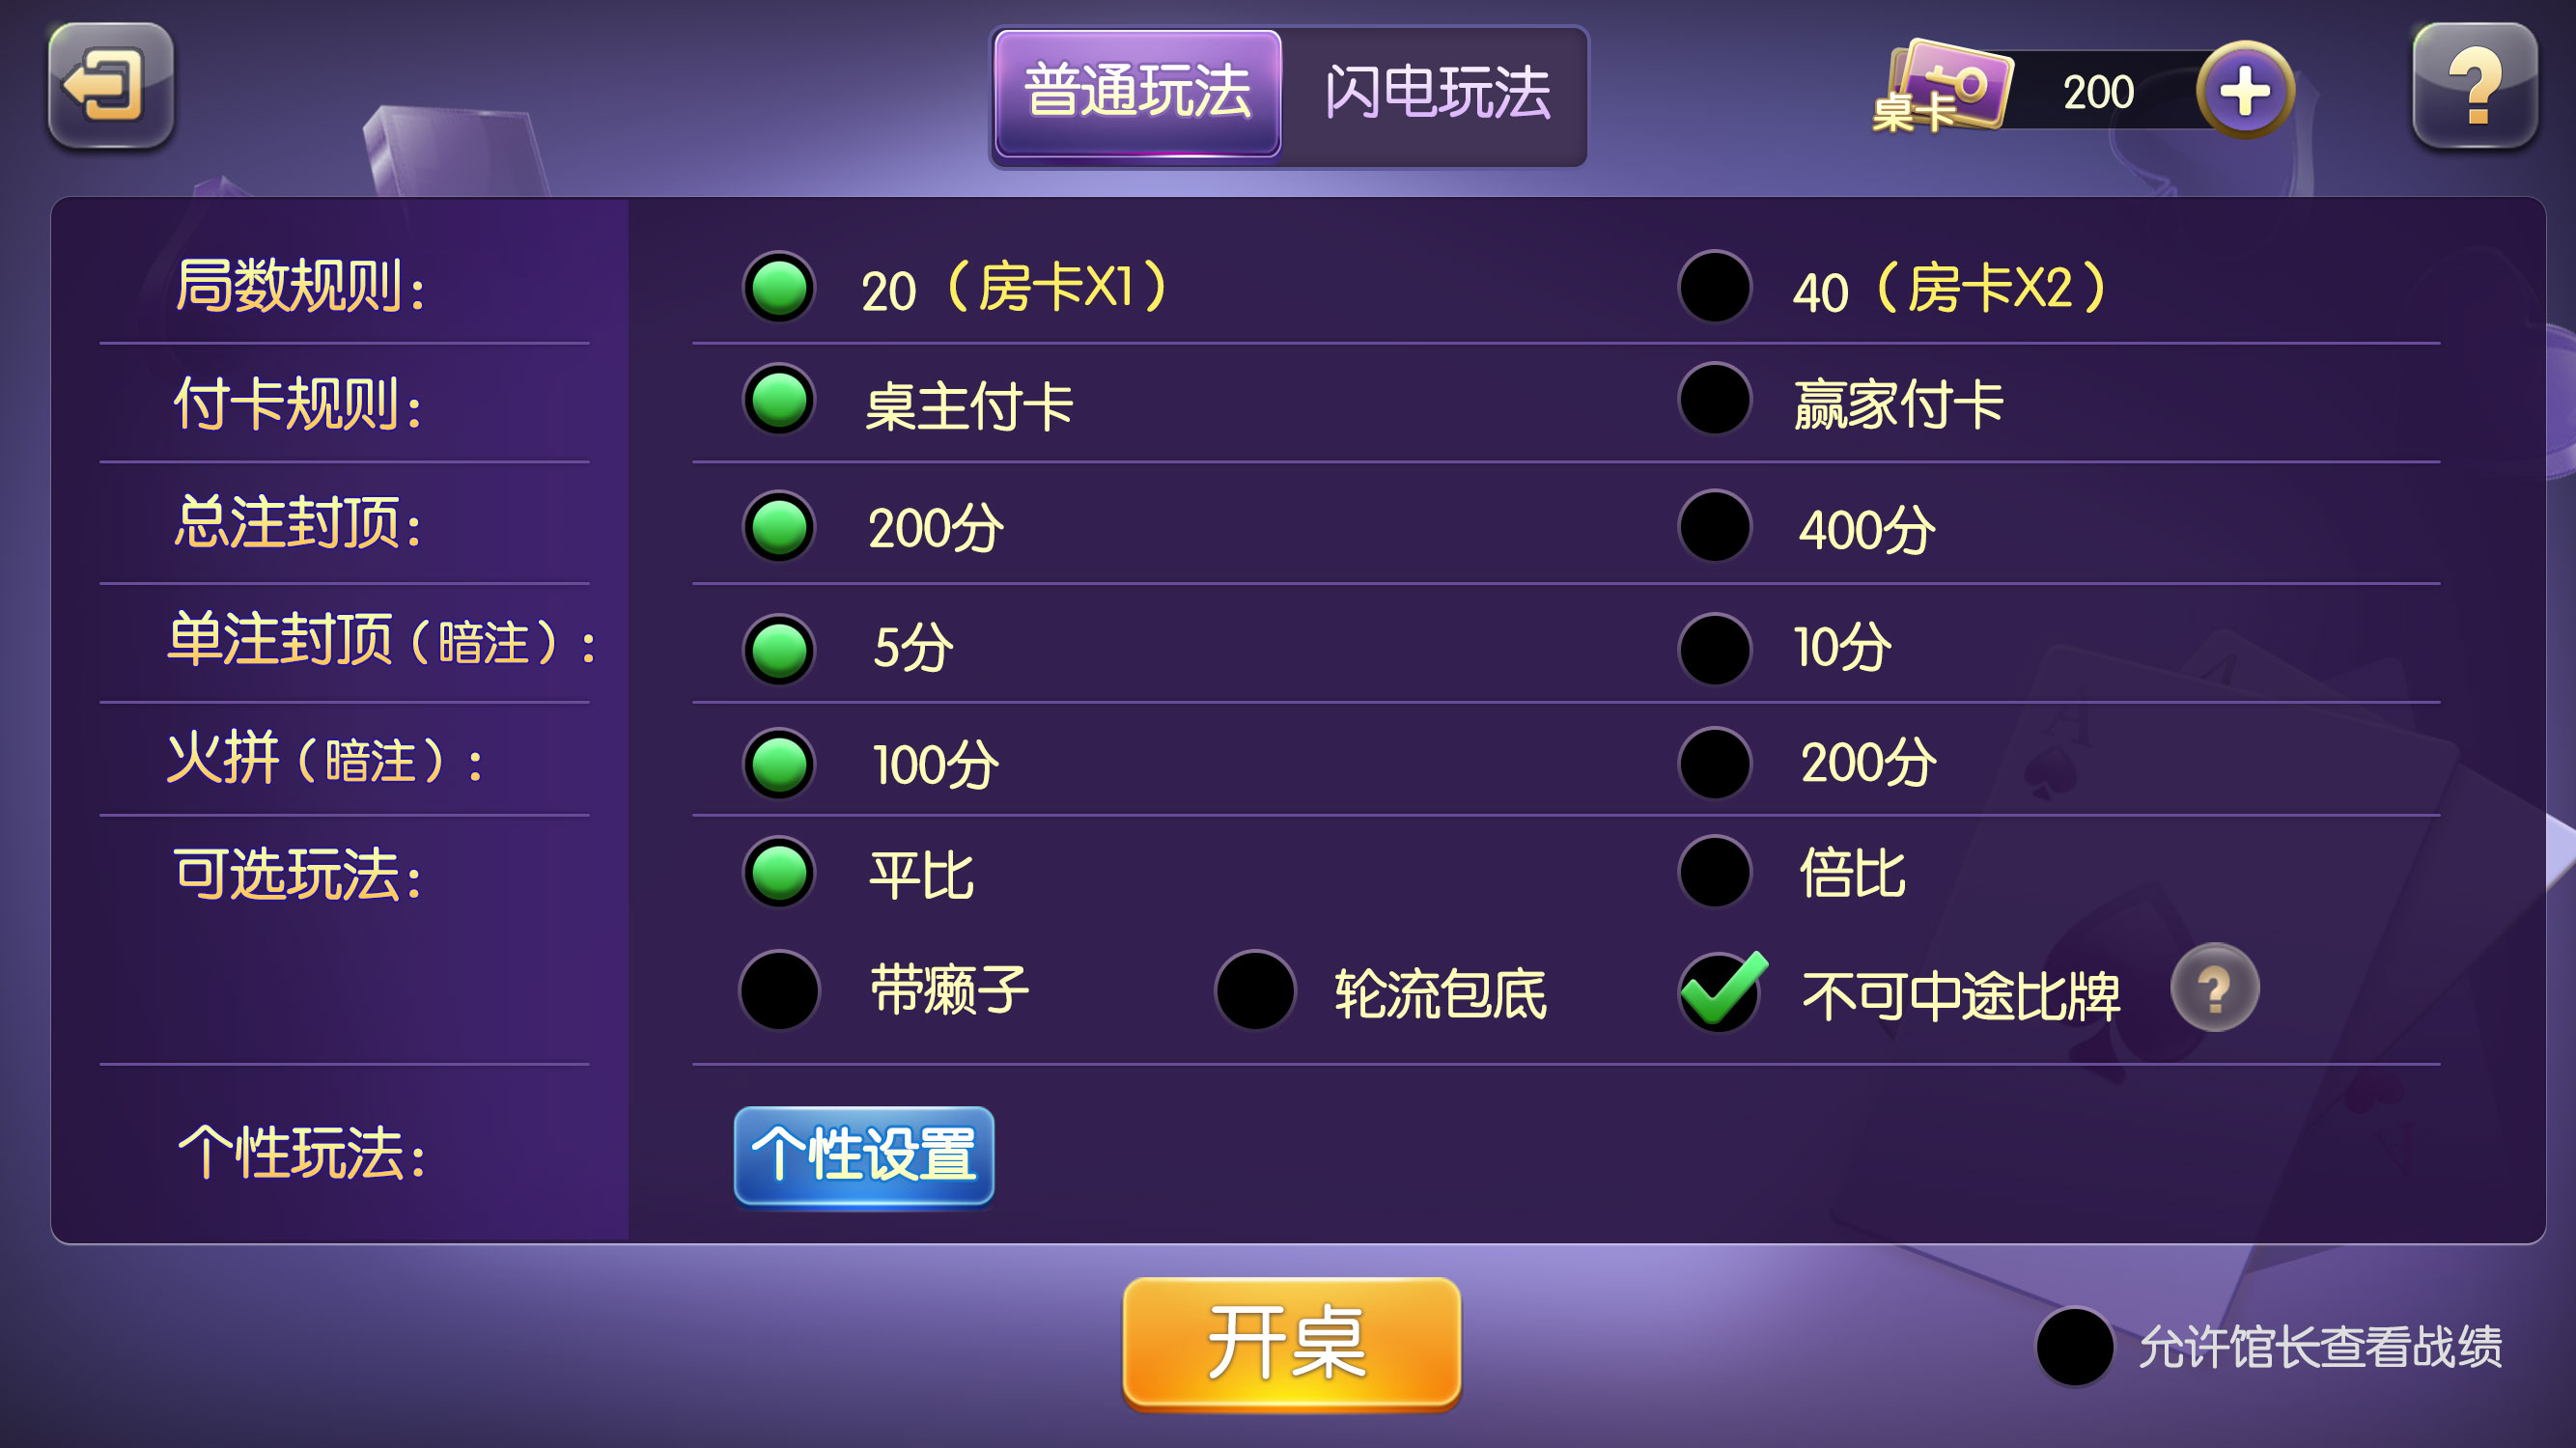 普通玩法 闪电玩法 桌卡 200 ?
局数规则: 20（房卡X1） 40（房卡X2）
付卡规则: 桌主付卡 赢家付卡
总注封顶: 200分 400分
单注封顶（暗注）: 5分 10分
火拼（暗注）: 100分 200分
可选玩法: 平比 倍比
带癞子 轮流包底 不可中途比牌 ?
个性玩法: 个性设置
开桌
允许馆长查看战绩